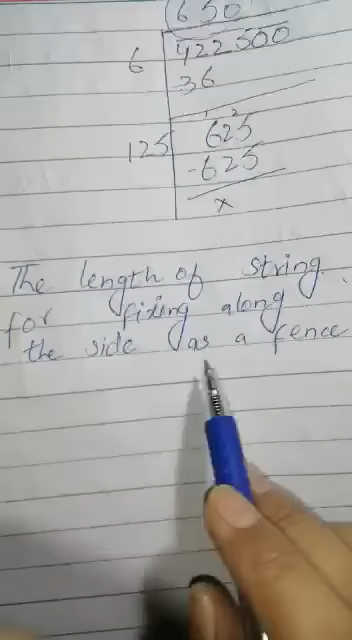 650
6 422500
36
625
125 -625
x
The length of string
for fixing along
the side as a fence